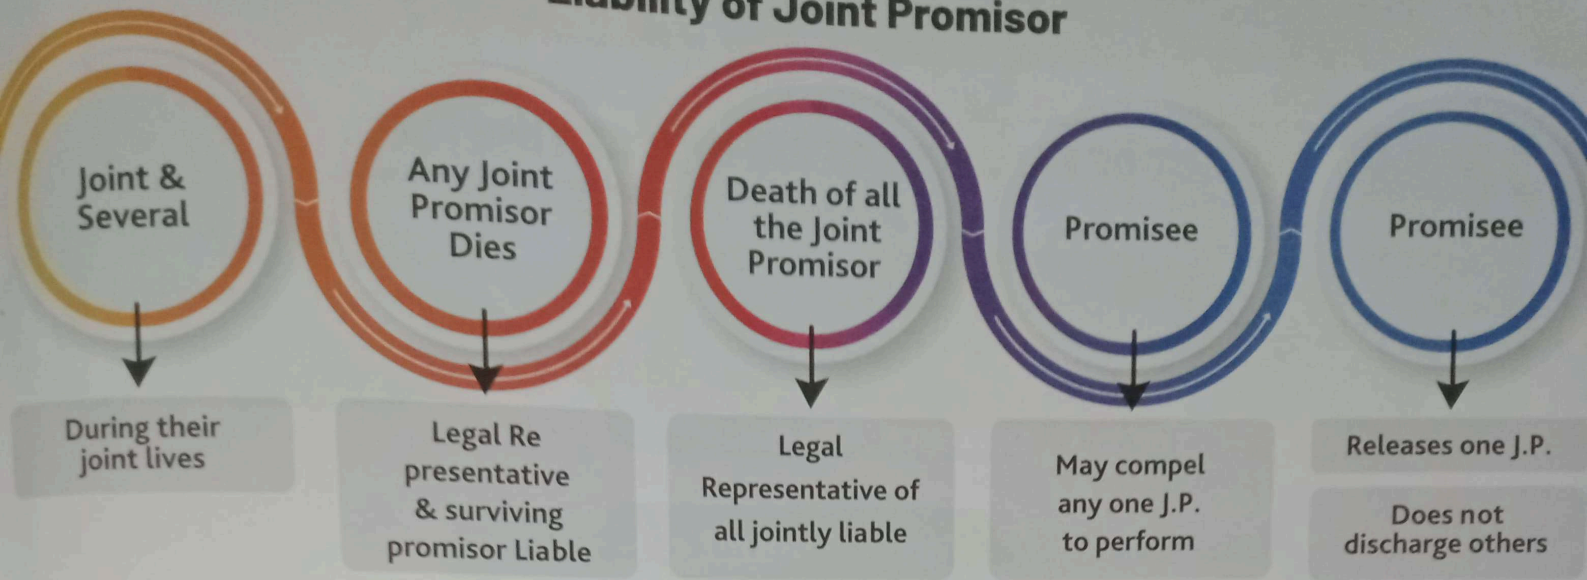 Liability of Joint Promisor
Joint &
Several
During their
joint lives
Any Joint
Promisor
Dies
Legal Re
presentative
& surviving
promisor Liable
Death of all
the Joint
Promisor
Legal
Representative of
all jointly liable
Promisee
May compel
any one J.P.
to perform
Promisee
Releases one J.P.
Does not
discharge others